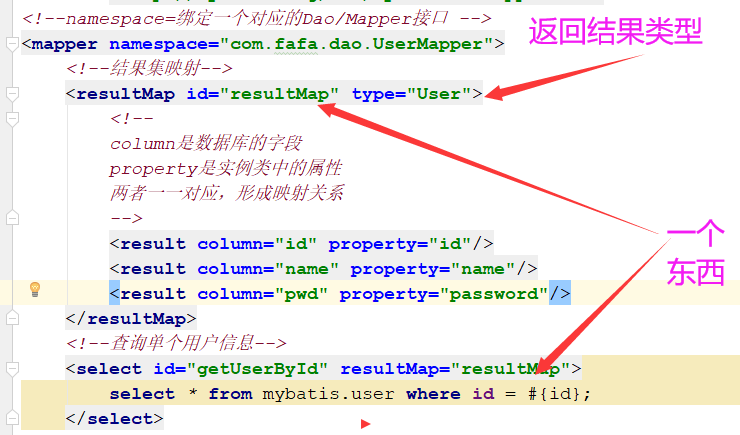 <!--namespace=绑定一个对应的Dao/Mapper接口 -->
<mapper namespace="com.fafa.dao.UserMapper">
返回结果类型
<!--结果集映射-->
<resultMap id="resultMap" type="User">
<!--
column是数据库的字段
property是实例类中的属性
两者一一对应，形成映射关系
-->
一个
东西
<result column="id" property="id"/>
<result column="name" property="name"/>
<result column="pwd" property="password"/>
</resultMap>
<!--查询单个用户信息-->
<select id="getUserById" resultMap="resultMap">
select * from mybatis.user where id = #{id};
</select>